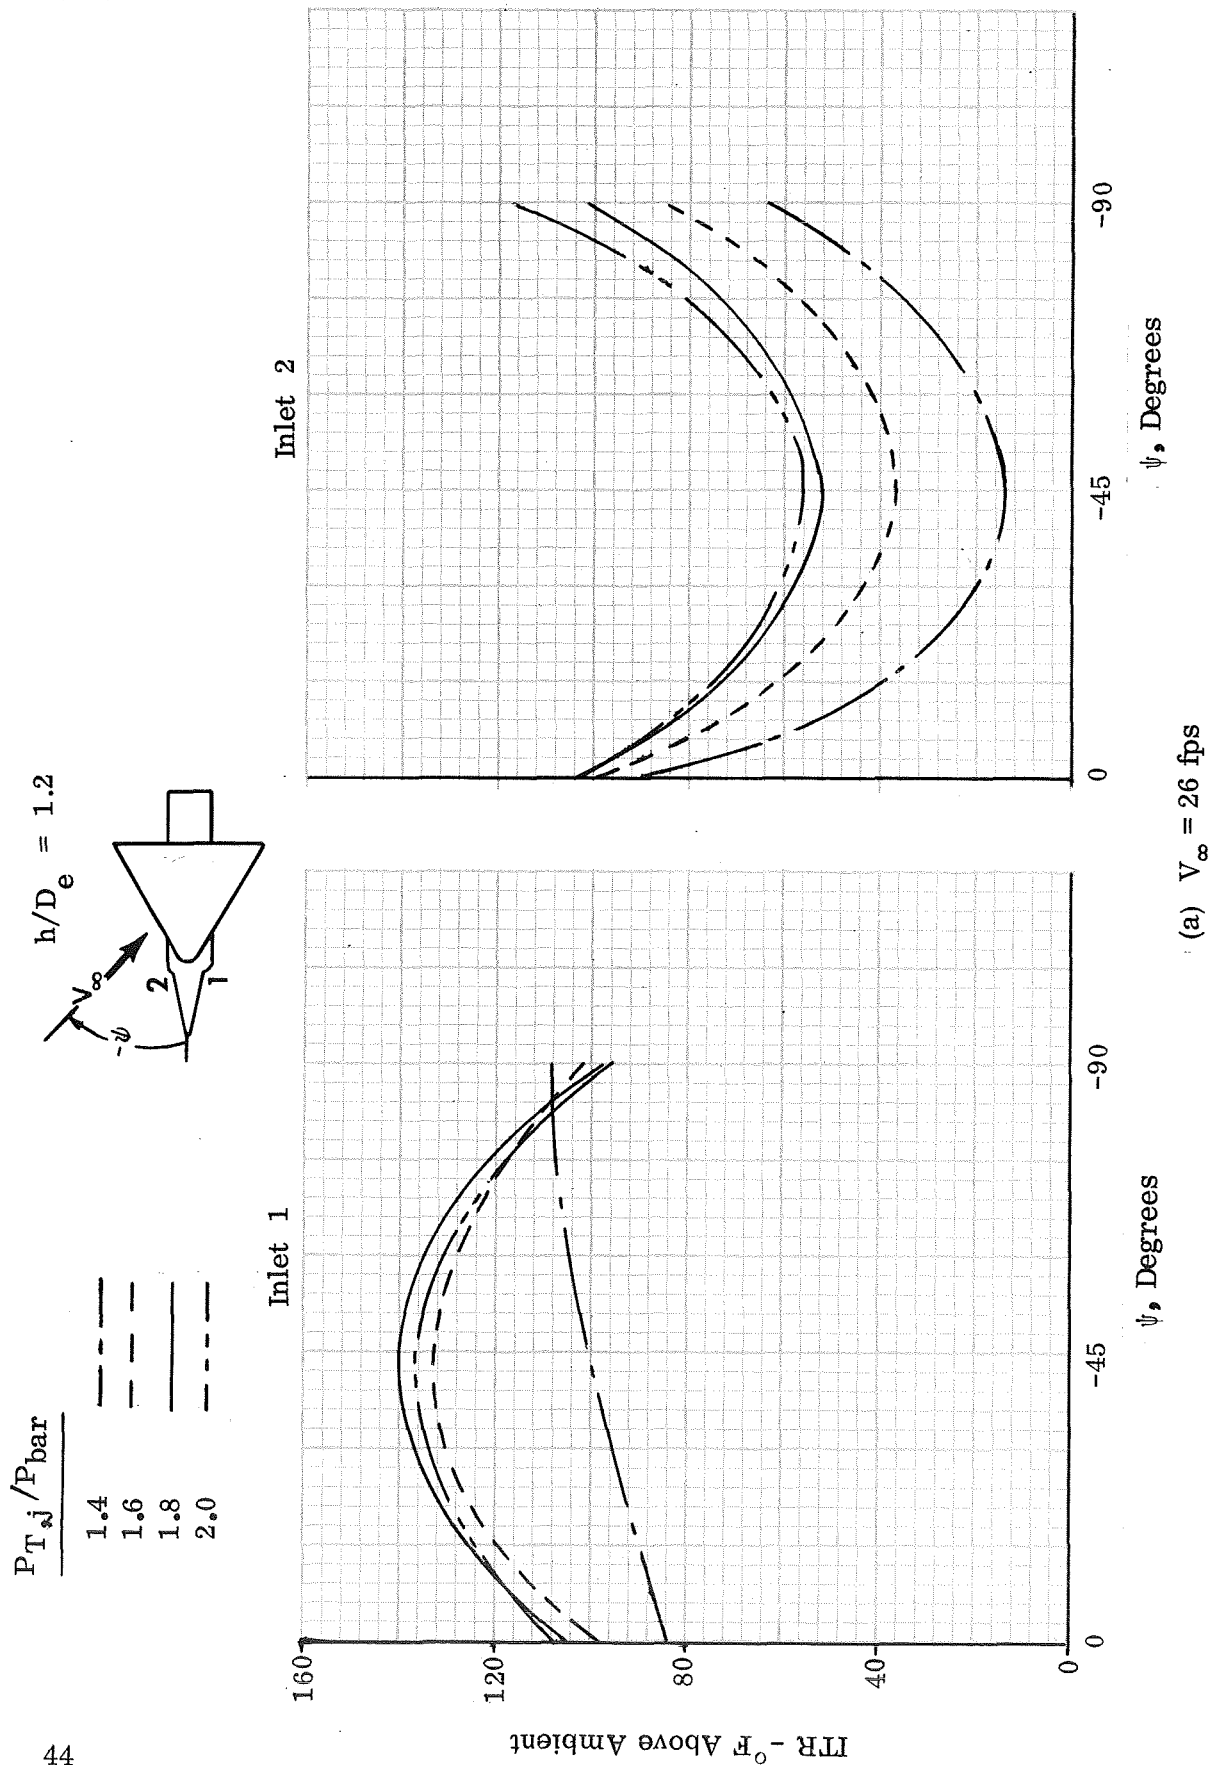 44
P_T,j/P_bar
1.4
1.6
1.8
2.0
h/D_e = 1.2
V_∞
-ψ
2
1
Inlet 1
Inlet 2
ITR - °F Above Ambient
160
120
80
40
0
0
-45
-90
ψ, Degrees
0
-45
-90
ψ, Degrees
(a) V_∞ = 26 fps